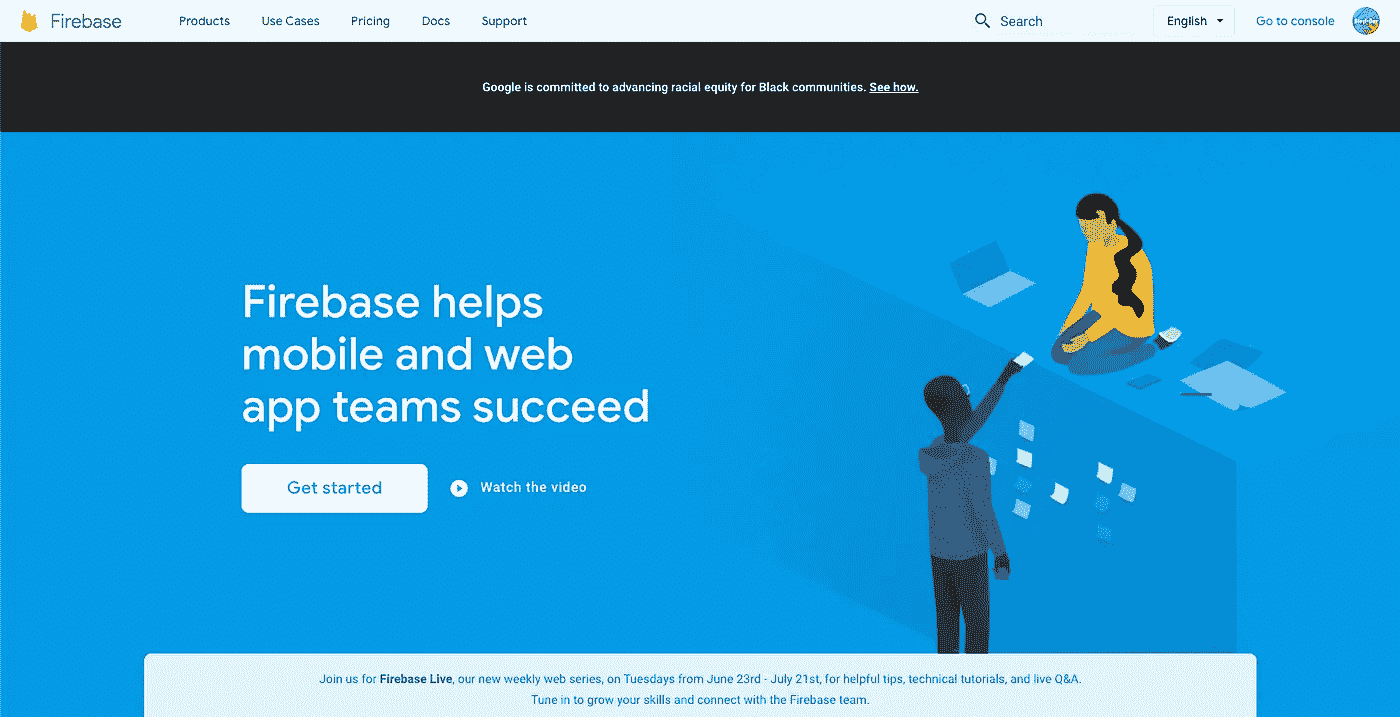 Firebase
Products
Use Cases
Pricing
Docs
Support
Search
English
Go to console
Google is committed to advancing racial equity for Black communities. See how.
Firebase helps
mobile and web
app teams succeed
Get started
Watch the video
Join us for Firebase Live, our new weekly web series, on Tuesdays from June 23rd - July 21st, for helpful tips, technical tutorials, and live Q&A.
Tune in to grow your skills and connect with the Firebase team.